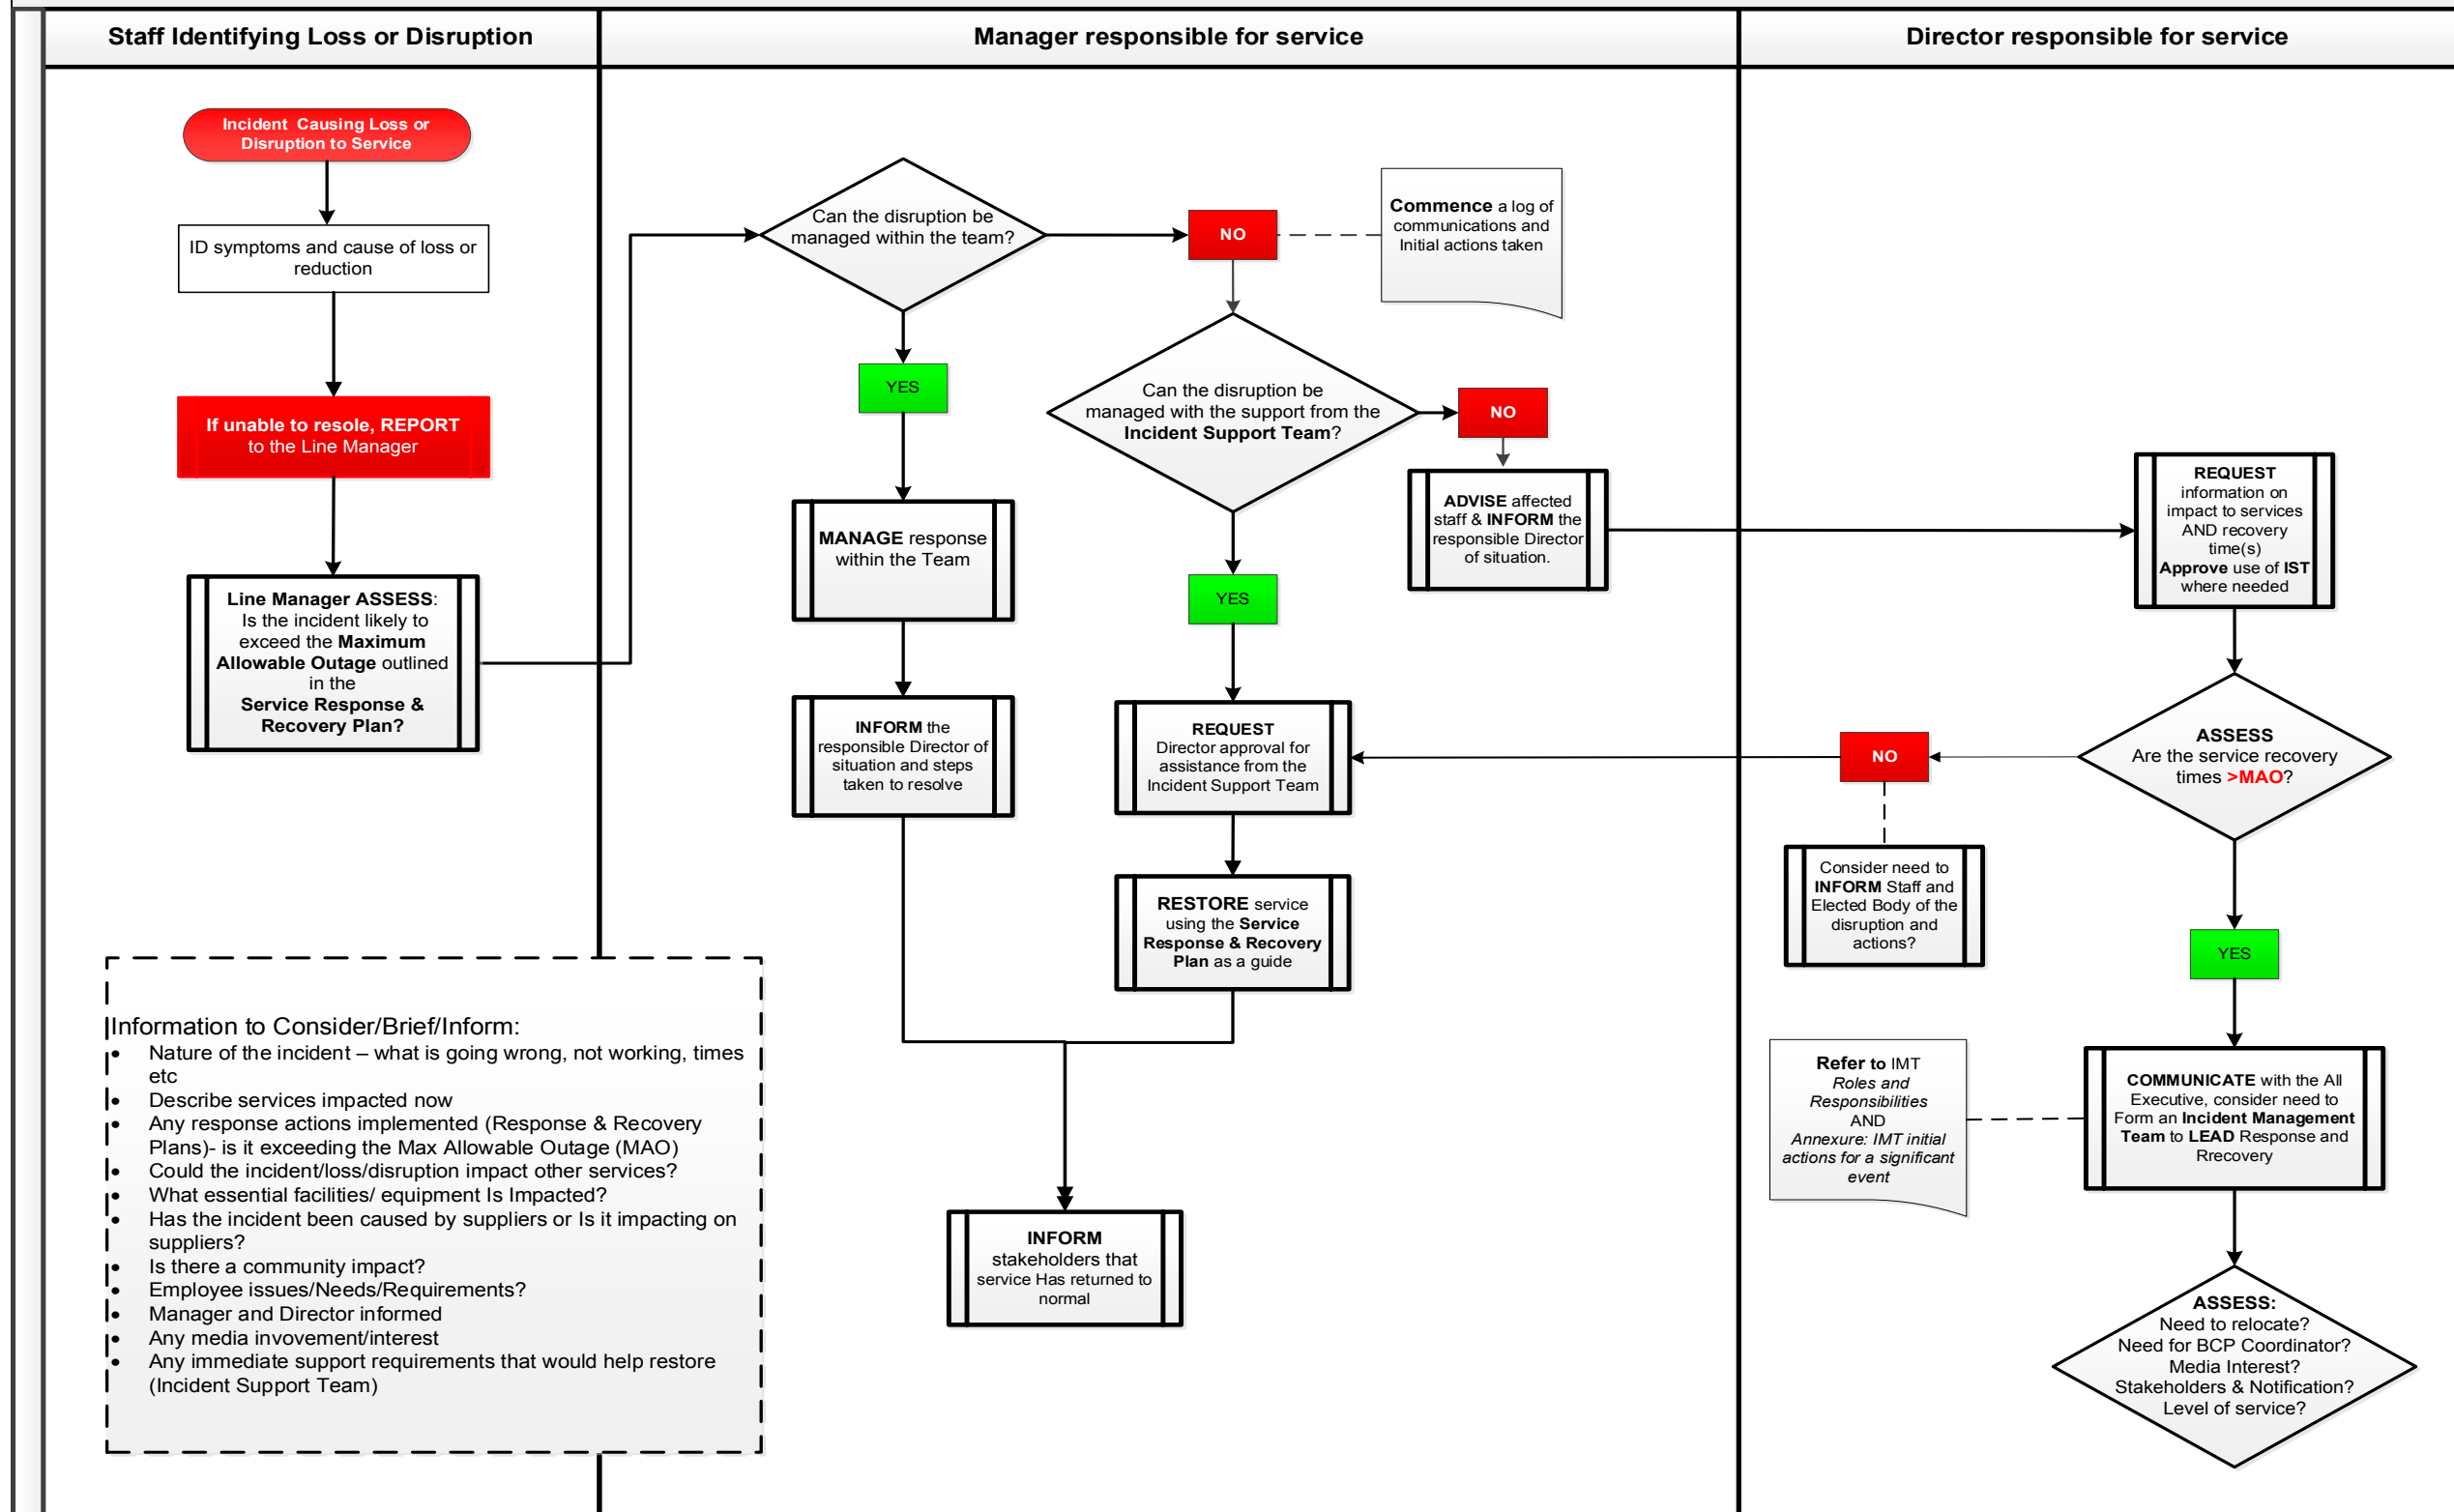 Staff Identifying Loss or Disruption
Manager responsible for service
Director responsible for service
Incident Causing Loss or
Disruption to Service
ID symptoms and cause of loss or
reduction
If unable to resole, REPORT
to the Line Manager
Line Manager ASSESS:
Is the incident likely to
exceed the Maximum
Allowable Outage outlined
in the
Service Response &
Recovery Plan?
Information to Consider/Brief/Inform:
• Nature of the incident – what is going wrong, not working, times
etc
• Describe services impacted now
• Any response actions implemented (Response & Recovery
Plans)- is it exceeding the Max Allowable Outage (MAO)
• Could the incident/loss/disruption impact other services?
• What essential facilities/ equipment Is Impacted?
• Has the incident been caused by suppliers or Is it impacting on
suppliers?
• Is there a community impact?
• Employee issues/Needs/Requirements?
• Manager and Director informed
• Any media invovement/interest
• Any immediate support requirements that would help restore
(Incident Support Team)
Can the disruption be
managed within the team?
NO
Commence a log of
communications and
Initial actions taken
YES
MANAGE response
within the Team
INFORM the
responsible Director of
situation and steps
taken to resolve
Can the disruption be
managed with the support from the
Incident Support Team?
NO
ADVISE affected
staff & INFORM the
responsible Director
of situation.
YES
REQUEST
Director approval for
assistance from the
Incident Support Team
RESTORE service
using the Service
Response & Recovery
Plan as a guide
INFORM
stakeholders that
service Has returned to
normal
REQUEST
information on
impact to services
AND recovery
time(s)
Approve use of IST
where needed
ASSESS
Are the service recovery
times >MAO?
NO
Consider need to
INFORM Staff and
Elected Body of the
disruption and
actions?
YES
Refer to IMT
Roles and
Responsibilities
AND
Annexure: IMT initial
actions for a significant
event
COMMUNICATE with the All
Executive, consider need to
Form an Incident Management
Team to LEAD Response and
Rrecovery
ASSESS:
Need to relocate?
Need for BCP Coordinator?
Media Interest?
Stakeholders & Notification?
Level of service?